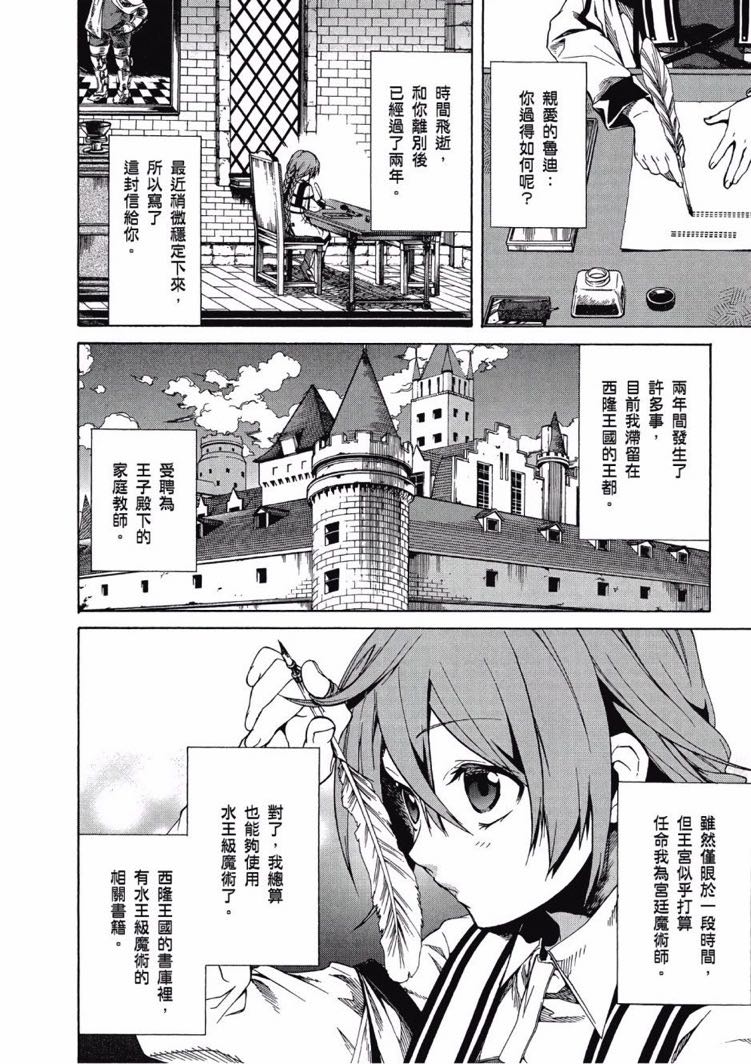 親愛的魯迪：
你過得如何呢？
時間飛逝，
和你離別後
已經過了兩年。
最近稍微穩定下來，
所以寫了
這封信給你。
兩年間發生了
許多事，
目前我滯留在
西隆王國的王都。
受聘為
王子殿下的
家庭教師。
雖然僅限於一段時間，
但王宮似乎打算
任命我為宮廷魔術師。
對了，我總算
也能夠使用
水王級魔術了。
西隆王國的書庫裡，
有水王級魔術的
相關書籍。